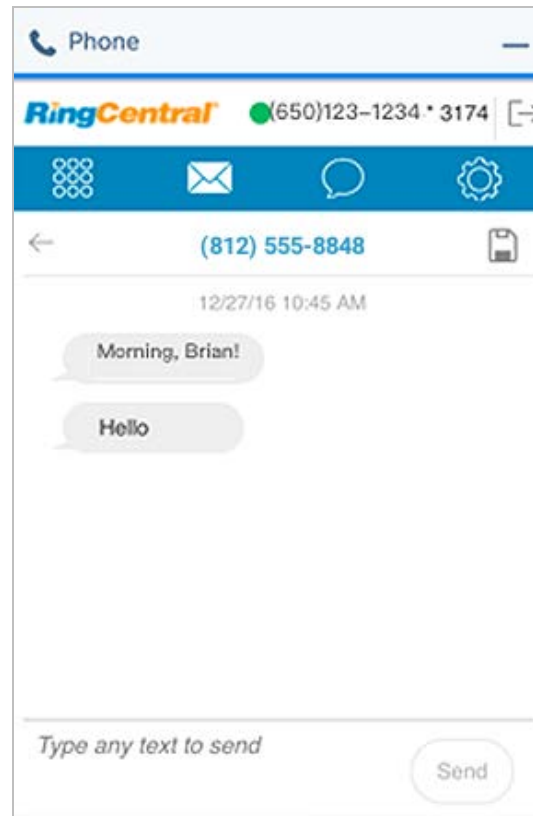 Phone
RingCentral (650)123-1234 * 3174
(812) 555-8848
12/27/16 10:45 AM
Morning, Brian!
Hello
Type any text to send
Send